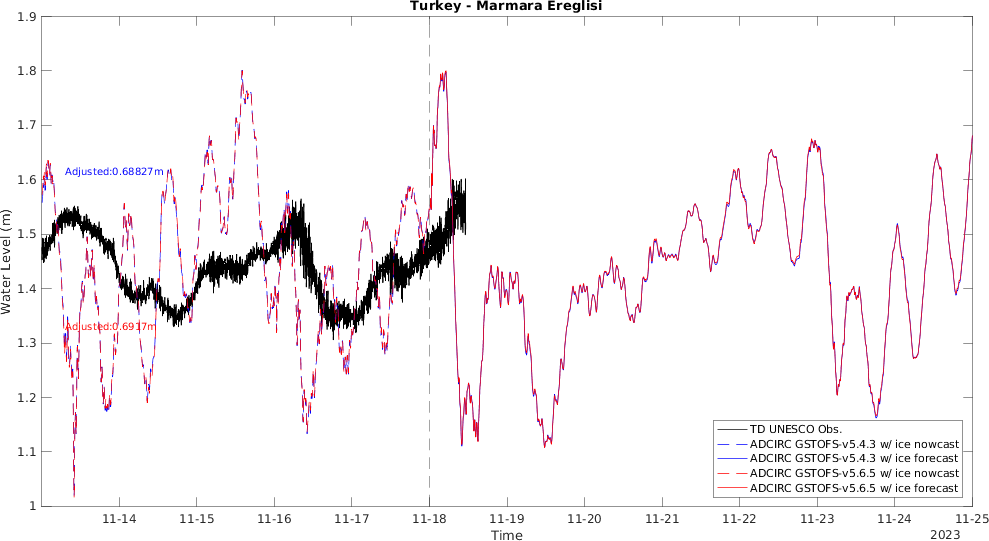 Turkey - Marmara Ereglisi
1.9
1.8
1.7
1.6
1.5
1.4
1.3
1.2
1.1
1
Water Level (m)
Adjusted:0.68827m
Adjusted:0.6917m
TD UNESCO Obs.
ADCIRC GSTOFS-v5.4.3 w/ ice nowcast
ADCIRC GSTOFS-v5.4.3 w/ ice forecast
ADCIRC GSTOFS-v5.6.5 w/ ice nowcast
ADCIRC GSTOFS-v5.6.5 w/ ice forecast
11-14 11-15 11-16 11-17 11-18 11-19 11-20 11-21 11-22 11-23 11-24 11-25
Time
2023